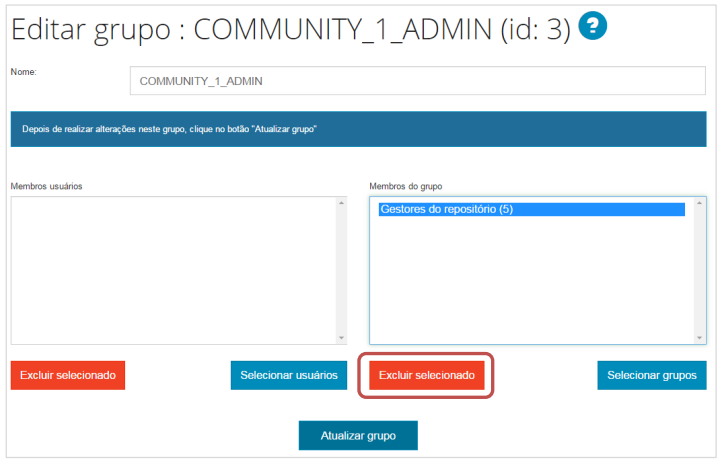 Editar grupo : COMMUNITY_1_ADMIN (id: 3) ?
Nome:
COMMUNITY_1_ADMIN
Depois de realizar alterações neste grupo, clique no botão "Atualizar grupo"
Membros usuários
Membros do grupo
Gestores do repositório (5)
Excluir selecionado
Selecionar usuários
Excluir selecionado
Selecionar grupos
Atualizar grupo